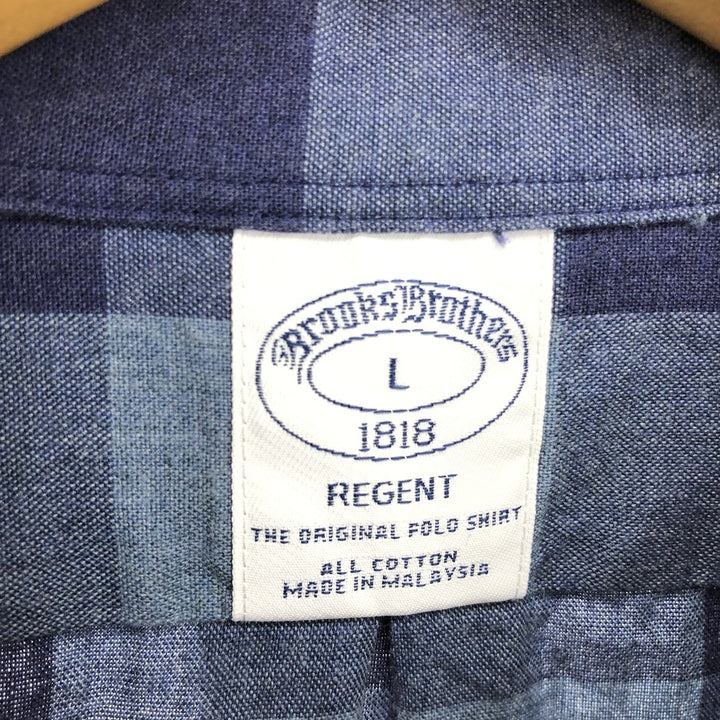 Brooks Brothers
L
1818
REGENT
THE ORIGINAL POLO SHIRT
ALL COTTON
MADE IN MALAYSIA